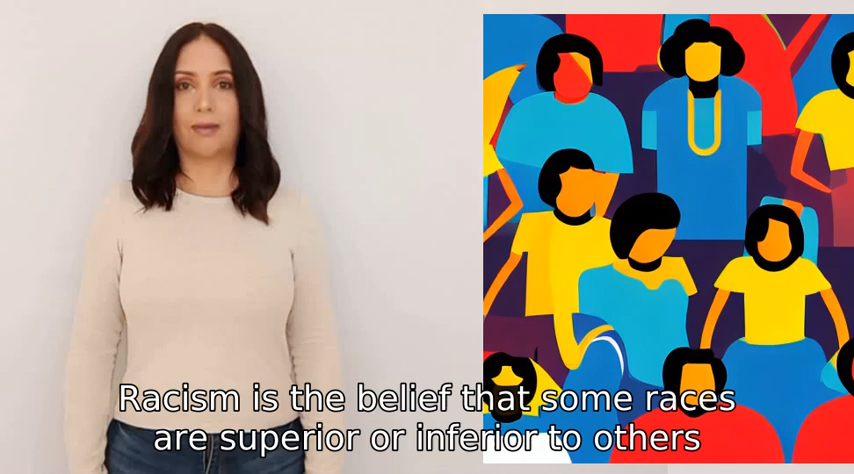 Racism is the belief that some races
are superior or inferior to others